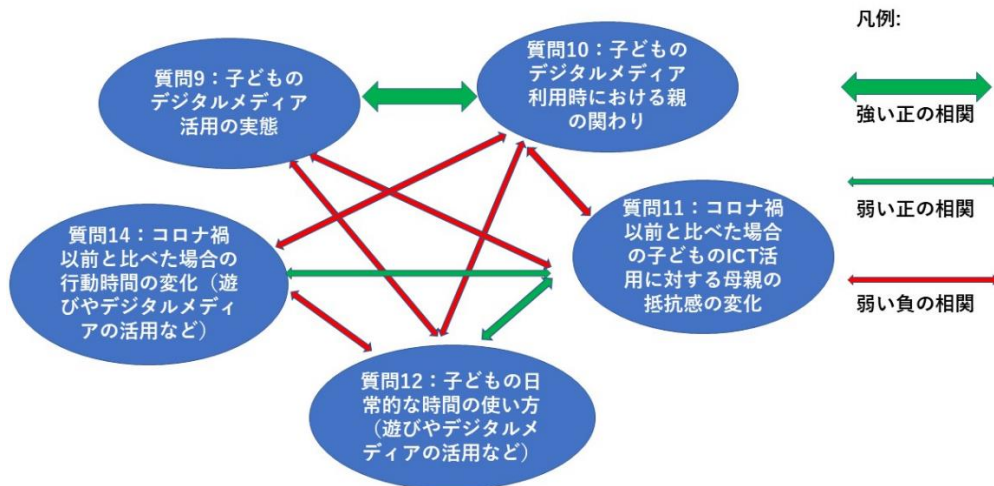 質問9：子どもの
デジタルメディア
活用の実態
質問10：子どもの
デジタルメディア
利用時における親
の関わり
凡例:
強い正の相関
弱い正の相関
弱い負の相関
質問14：コロナ禍
以前と比べた場合の
行動時間の変化（遊
びやデジタルメディ
アの活用など）
質問11：コロナ禍
以前と比べた場合
の子どものICT活
用に対する母親の
抵抗感の変化
質問12：子どもの日
常的な時間の使い方
（遊びやデジタルメ
ディアの活用など）